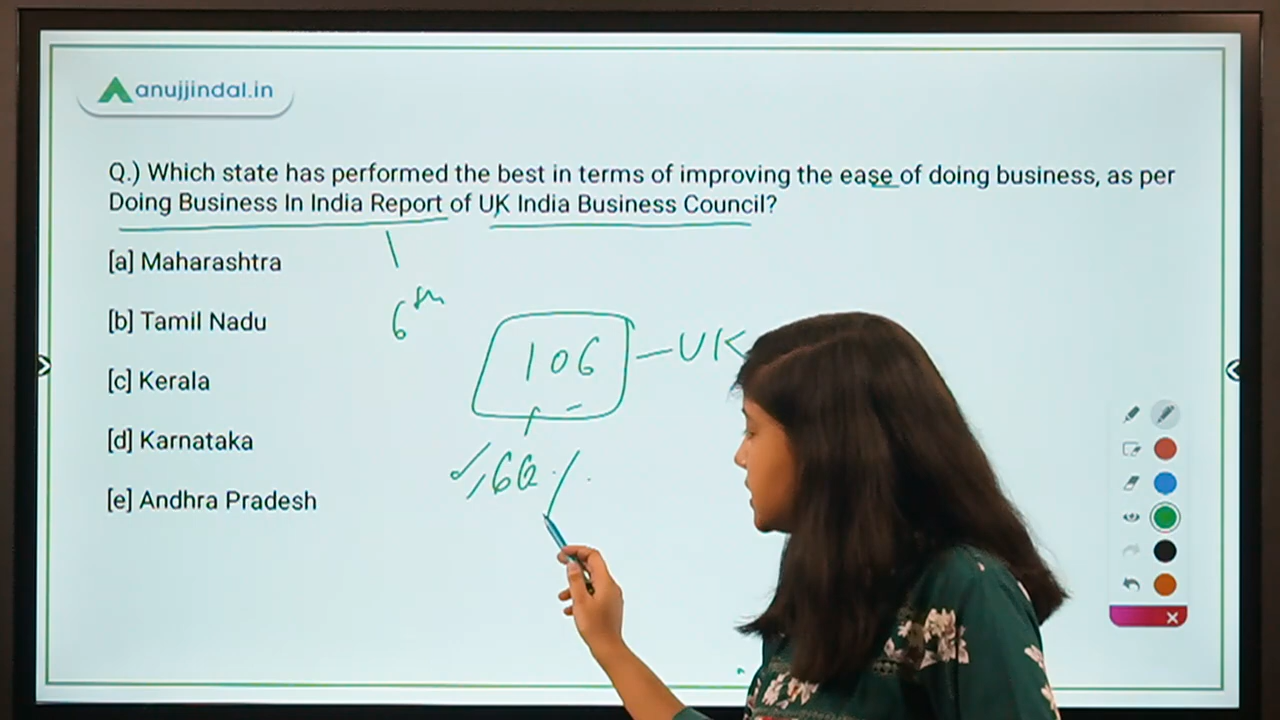 anujjindal.in
Q.) Which state has performed the best in terms of improving the ease of doing business, as per
Doing Business In India Report of UK India Business Council?
[a] Maharashtra
6th
[b] Tamil Nadu
106 - UK
[c] Kerala
[d] Karnataka
66%
[e] Andhra Pradesh